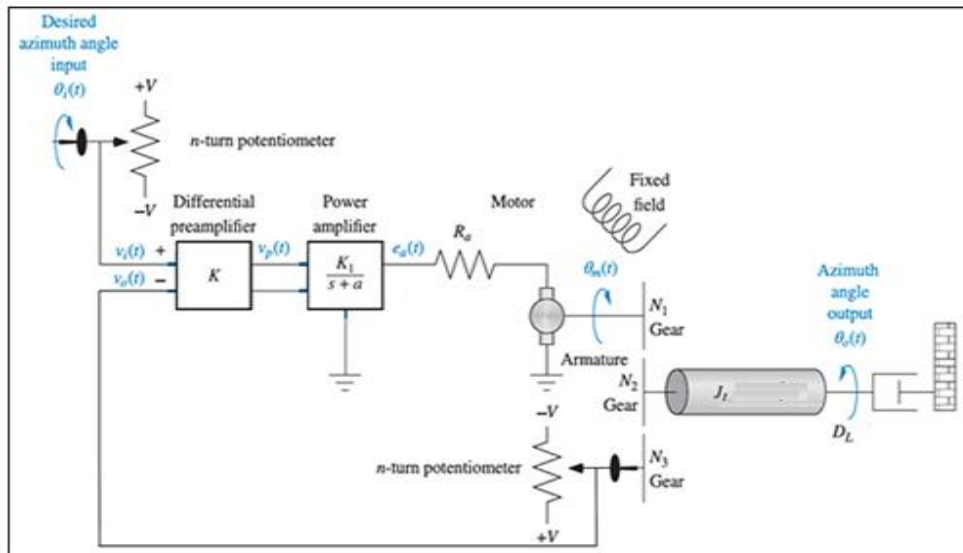 Desired
azimuth angle
input
θi(t)
+V
n-turn potentiometer
−V
Differential
preamplifier
Power
amplifier
Motor
Fixed
field
vi(t) +
vo(t) −
K
vp(t)
K1
s + a
ea(t)
Ra
θm(t)
N1
Gear
Armature
Azimuth
angle
output
θo(t)
N2
Gear
JL
DL
−V
n-turn potentiometer
+V
N3
Gear